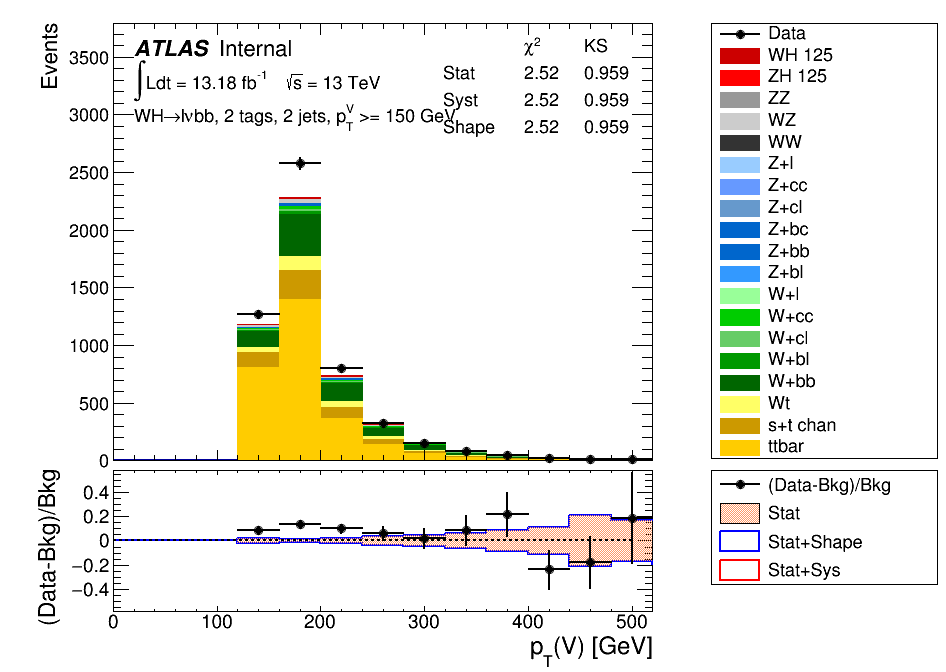 Events
ATLAS Internal
∫Ldt = 13.18 fb⁻¹ √s = 13 TeV
WH→lνbb, 2 tags, 2 jets, p_T^V >= 150 GeV
χ² KS
Stat 2.52 0.959
Syst 2.52 0.959
Shape 2.52 0.959
3500
3000
2500
2000
1500
1000
500
0
Data
WH 125
ZH 125
ZZ
WZ
WW
Z+l
Z+cc
Z+cl
Z+bc
Z+bb
Z+bl
W+l
W+cc
W+cl
W+bl
W+bb
Wt
s+t chan
ttbar
(Data-Bkg)/Bkg
0.4
0.2
0
−0.2
−0.4
0 100 200 300 400 500
p_T(V) [GeV]
(Data-Bkg)/Bkg
Stat
Stat+Shape
Stat+Sys